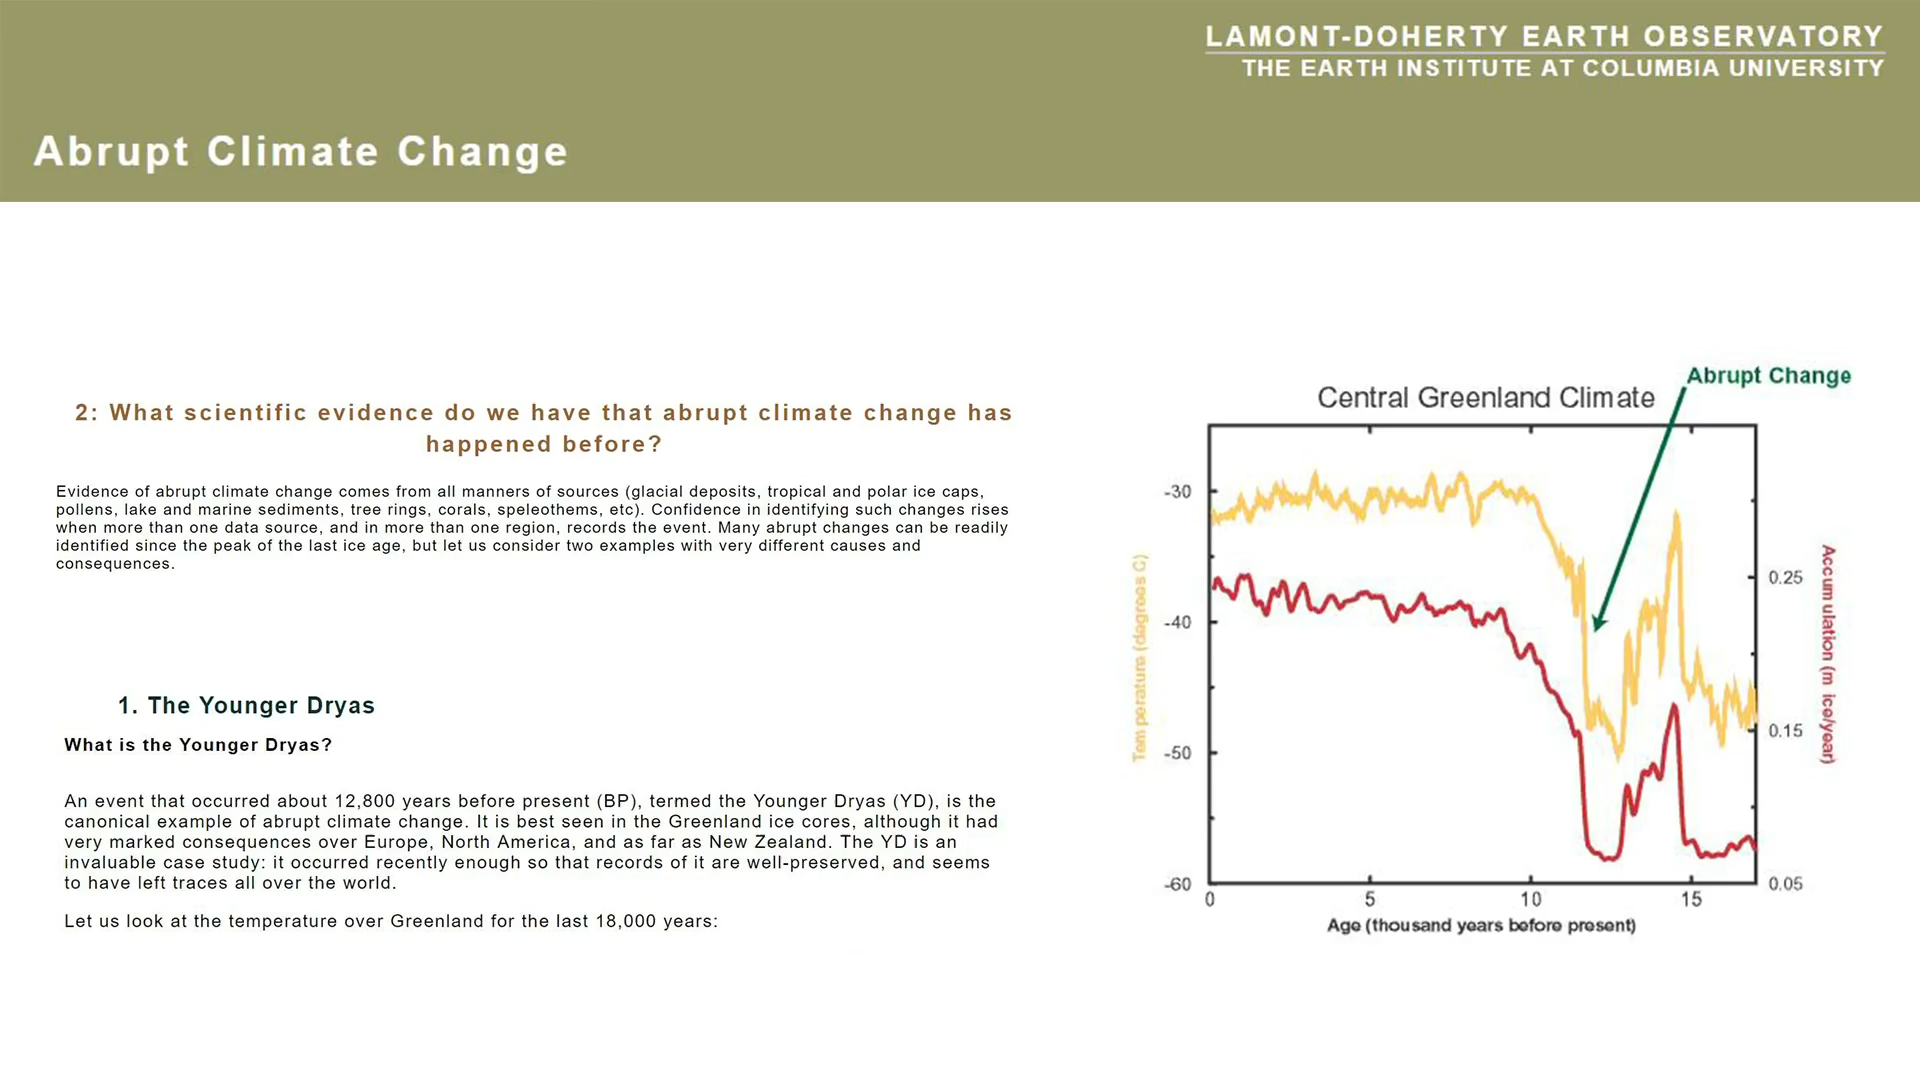 LAMONT-DOHERTY EARTH OBSERVATORY
THE EARTH INSTITUTE AT COLUMBIA UNIVERSITY
Abrupt Climate Change
2: What scientific evidence do we have that abrupt climate change has
happened before?
Evidence of abrupt climate change comes from all manners of sources (glacial deposits, tropical and polar ice caps,
pollens, lake and marine sediments, tree rings, corals, speleothems, etc). Confidence in identifying such changes rises
when more than one data source, and in more than one region, records the event. Many abrupt changes can be readily
identified since the peak of the last ice age, but let us consider two examples with very different causes and
consequences.
1. The Younger Dryas
What is the Younger Dryas?
An event that occurred about 12,800 years before present (BP), termed the Younger Dryas (YD), is the
canonical example of abrupt climate change. It is best seen in the Greenland ice cores, although it had
very marked consequences over Europe, North America, and as far as New Zealand. The YD is an
invaluable case study: it occurred recently enough so that records of it are well-preserved, and seems
to have left traces all over the world.
Let us look at the temperature over Greenland for the last 18,000 years:
Abrupt Change
Central Greenland Climate
-30
-40
-50
-60
Temperature (degrees C)
0.25
0.15
0.05
Accumulation (m ice/year)
0 5 10 15
Age (thousand years before present)